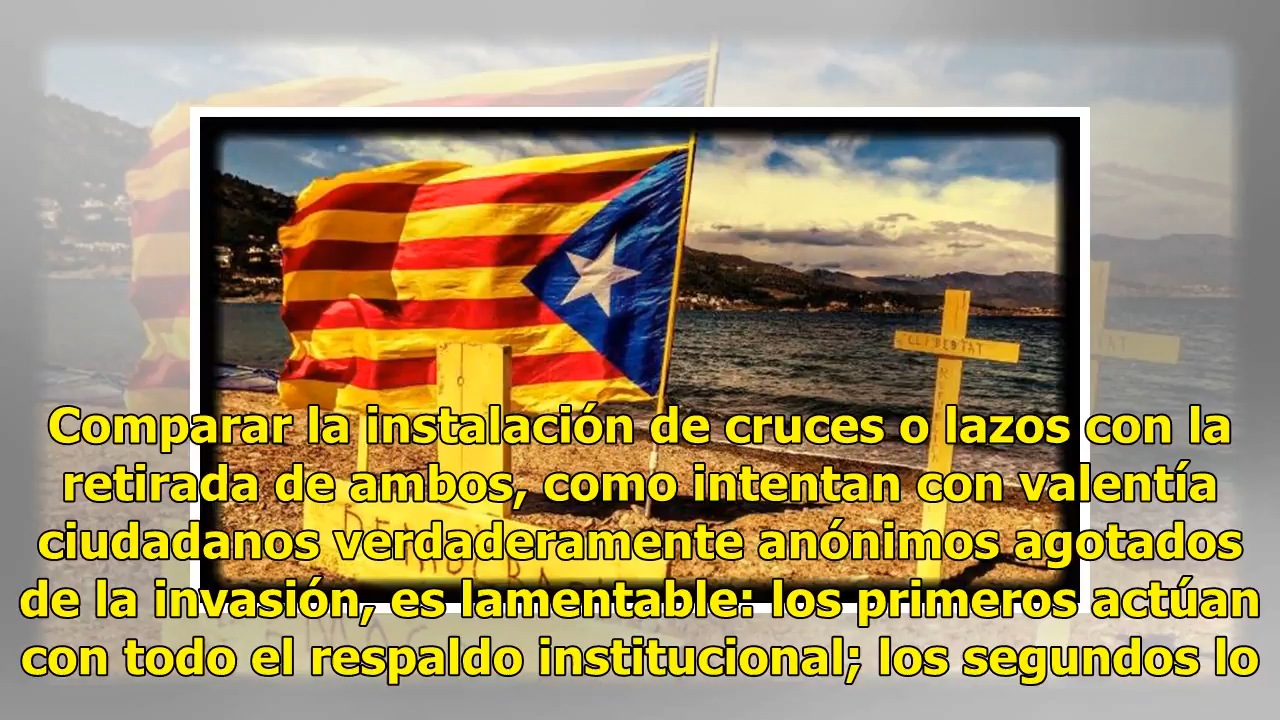 LLIBERTAT
Comparar la instalación de cruces o lazos con la
retirada de ambos, como intentan con valentía
ciudadanos verdaderamente anónimos agotados
de la invasión, es lamentable: los primeros actúan
con todo el respaldo institucional; los segundos lo